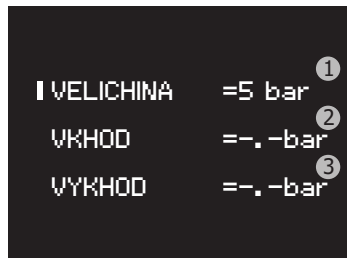 VELICHINA =5 bar 1
VKHOD =-.-bar 2
VYKHOD =-.-bar 3